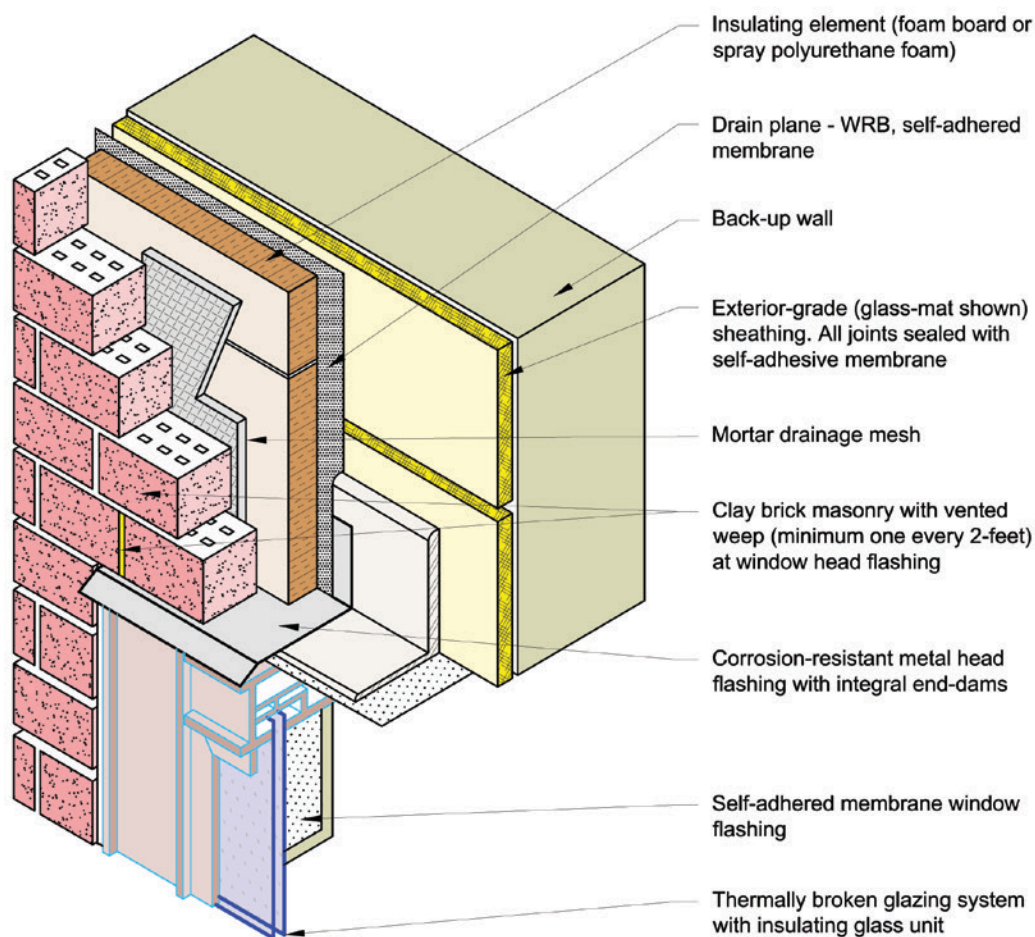 Insulating element (foam board or
spray polyurethane foam)
Drain plane - WRB, self-adhered
membrane
Back-up wall
Exterior-grade (glass-mat shown)
sheathing. All joints sealed with
self-adhesive membrane
Mortar drainage mesh
Clay brick masonry with vented
weep (minimum one every 2-feet)
at window head flashing
Corrosion-resistant metal head
flashing with integral end-dams
Self-adhered membrane window
flashing
Thermally broken glazing system
with insulating glass unit